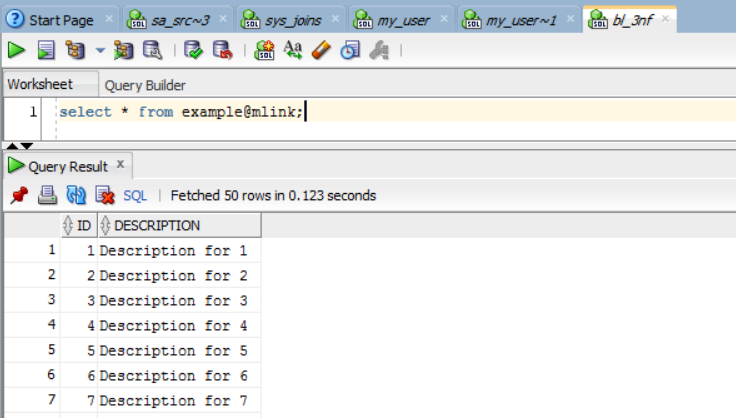 Start Page sa_src~3 sys_joins my_user my_user~1 bl_3nf
Worksheet Query Builder
1 select * from example@mlink;
Query Result
SQL Fetched 50 rows in 0.123 seconds
ID DESCRIPTION
1 1 Description for 1
2 2 Description for 2
3 3 Description for 3
4 4 Description for 4
5 5 Description for 5
6 6 Description for 6
7 7 Description for 7